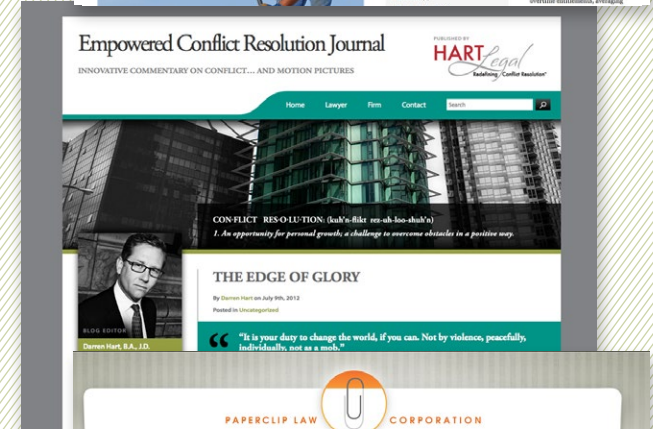 overtime entitlements, averaging
Empowered Conflict Resolution Journal
INNOVATIVE COMMENTARY ON CONFLICT... AND MOTION PICTURES
PUBLISHED BY
HART Legal
Redefining Conflict Resolution®
Home Lawyer Firm Contact Search
CON·FLICT RES·O·LU·TION: (kuh'n-flikt rez-uh-loo-shuh'n)
1. An opportunity for personal growth; a challenge to overcome obstacles in a positive way.
BLOG EDITOR
Darren Hart, B.A., J.D.
THE EDGE OF GLORY
By Darren Hart on July 9th, 2012
Posted in Uncategorized
“It is your duty to change the world, if you can. Not by violence, peacefully,
individually, not as a mob.”
PAPERCLIP LAW CORPORATION